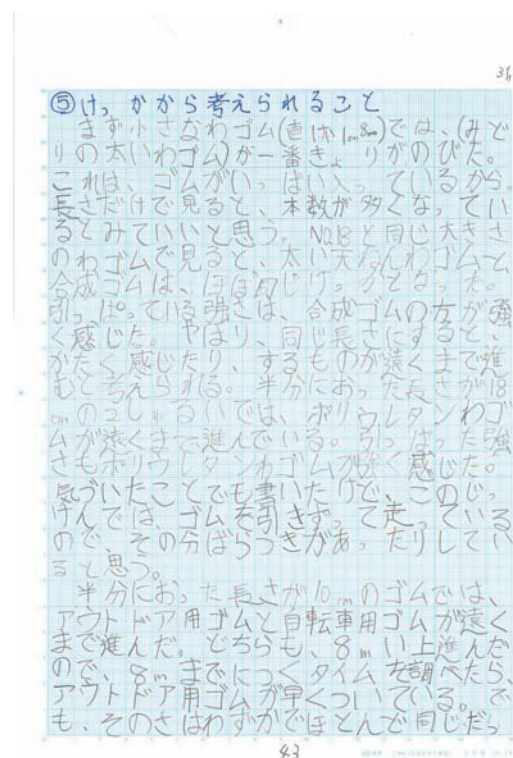 36
⑤けっかから考えられること
まず小さなわゴム(直けい1cm8mm)では、(みど
りの太いわゴム)が一番きょりがのびた。
これは、ゴムがいっぱい入っているから。
長さだけで見ると、本数が多くなってい
るとみていいと思う。No.18と同じ大きさ
のわゴムで見ると、太い天ねんわゴムと
合成ゴムは、ほぼ同じけっかとなった。
引っぱっている強さは、合成ゴムの方が強
く感じた。やはり、同じ長さにすると、
かたく感じたり、するものが遠くまで進
むと考えられる。半分におった長さが18
cmのしゅるいでは、ポリウレタンわゴ
ムが遠くまで進んでいる。引っぱった強
さもポリウレタンわゴムが強く感じた。
気づいたことでも書いたけど、このじっ
けんでは、ゴムを引きずって走っている
ので、その分ばらつきがあったりしてい
ると思う。
半分におった長さが10cmのゴムでは、
アウトドア用ゴムと自転車用ゴムが遠く
まで進んだ。どちらも、8mい上進んだ
ので、8mまでにつくタイムを調べたら、
アウトドア用ゴムが早くついている。で
も、そのさはわずかでほとんど同じだっ
43